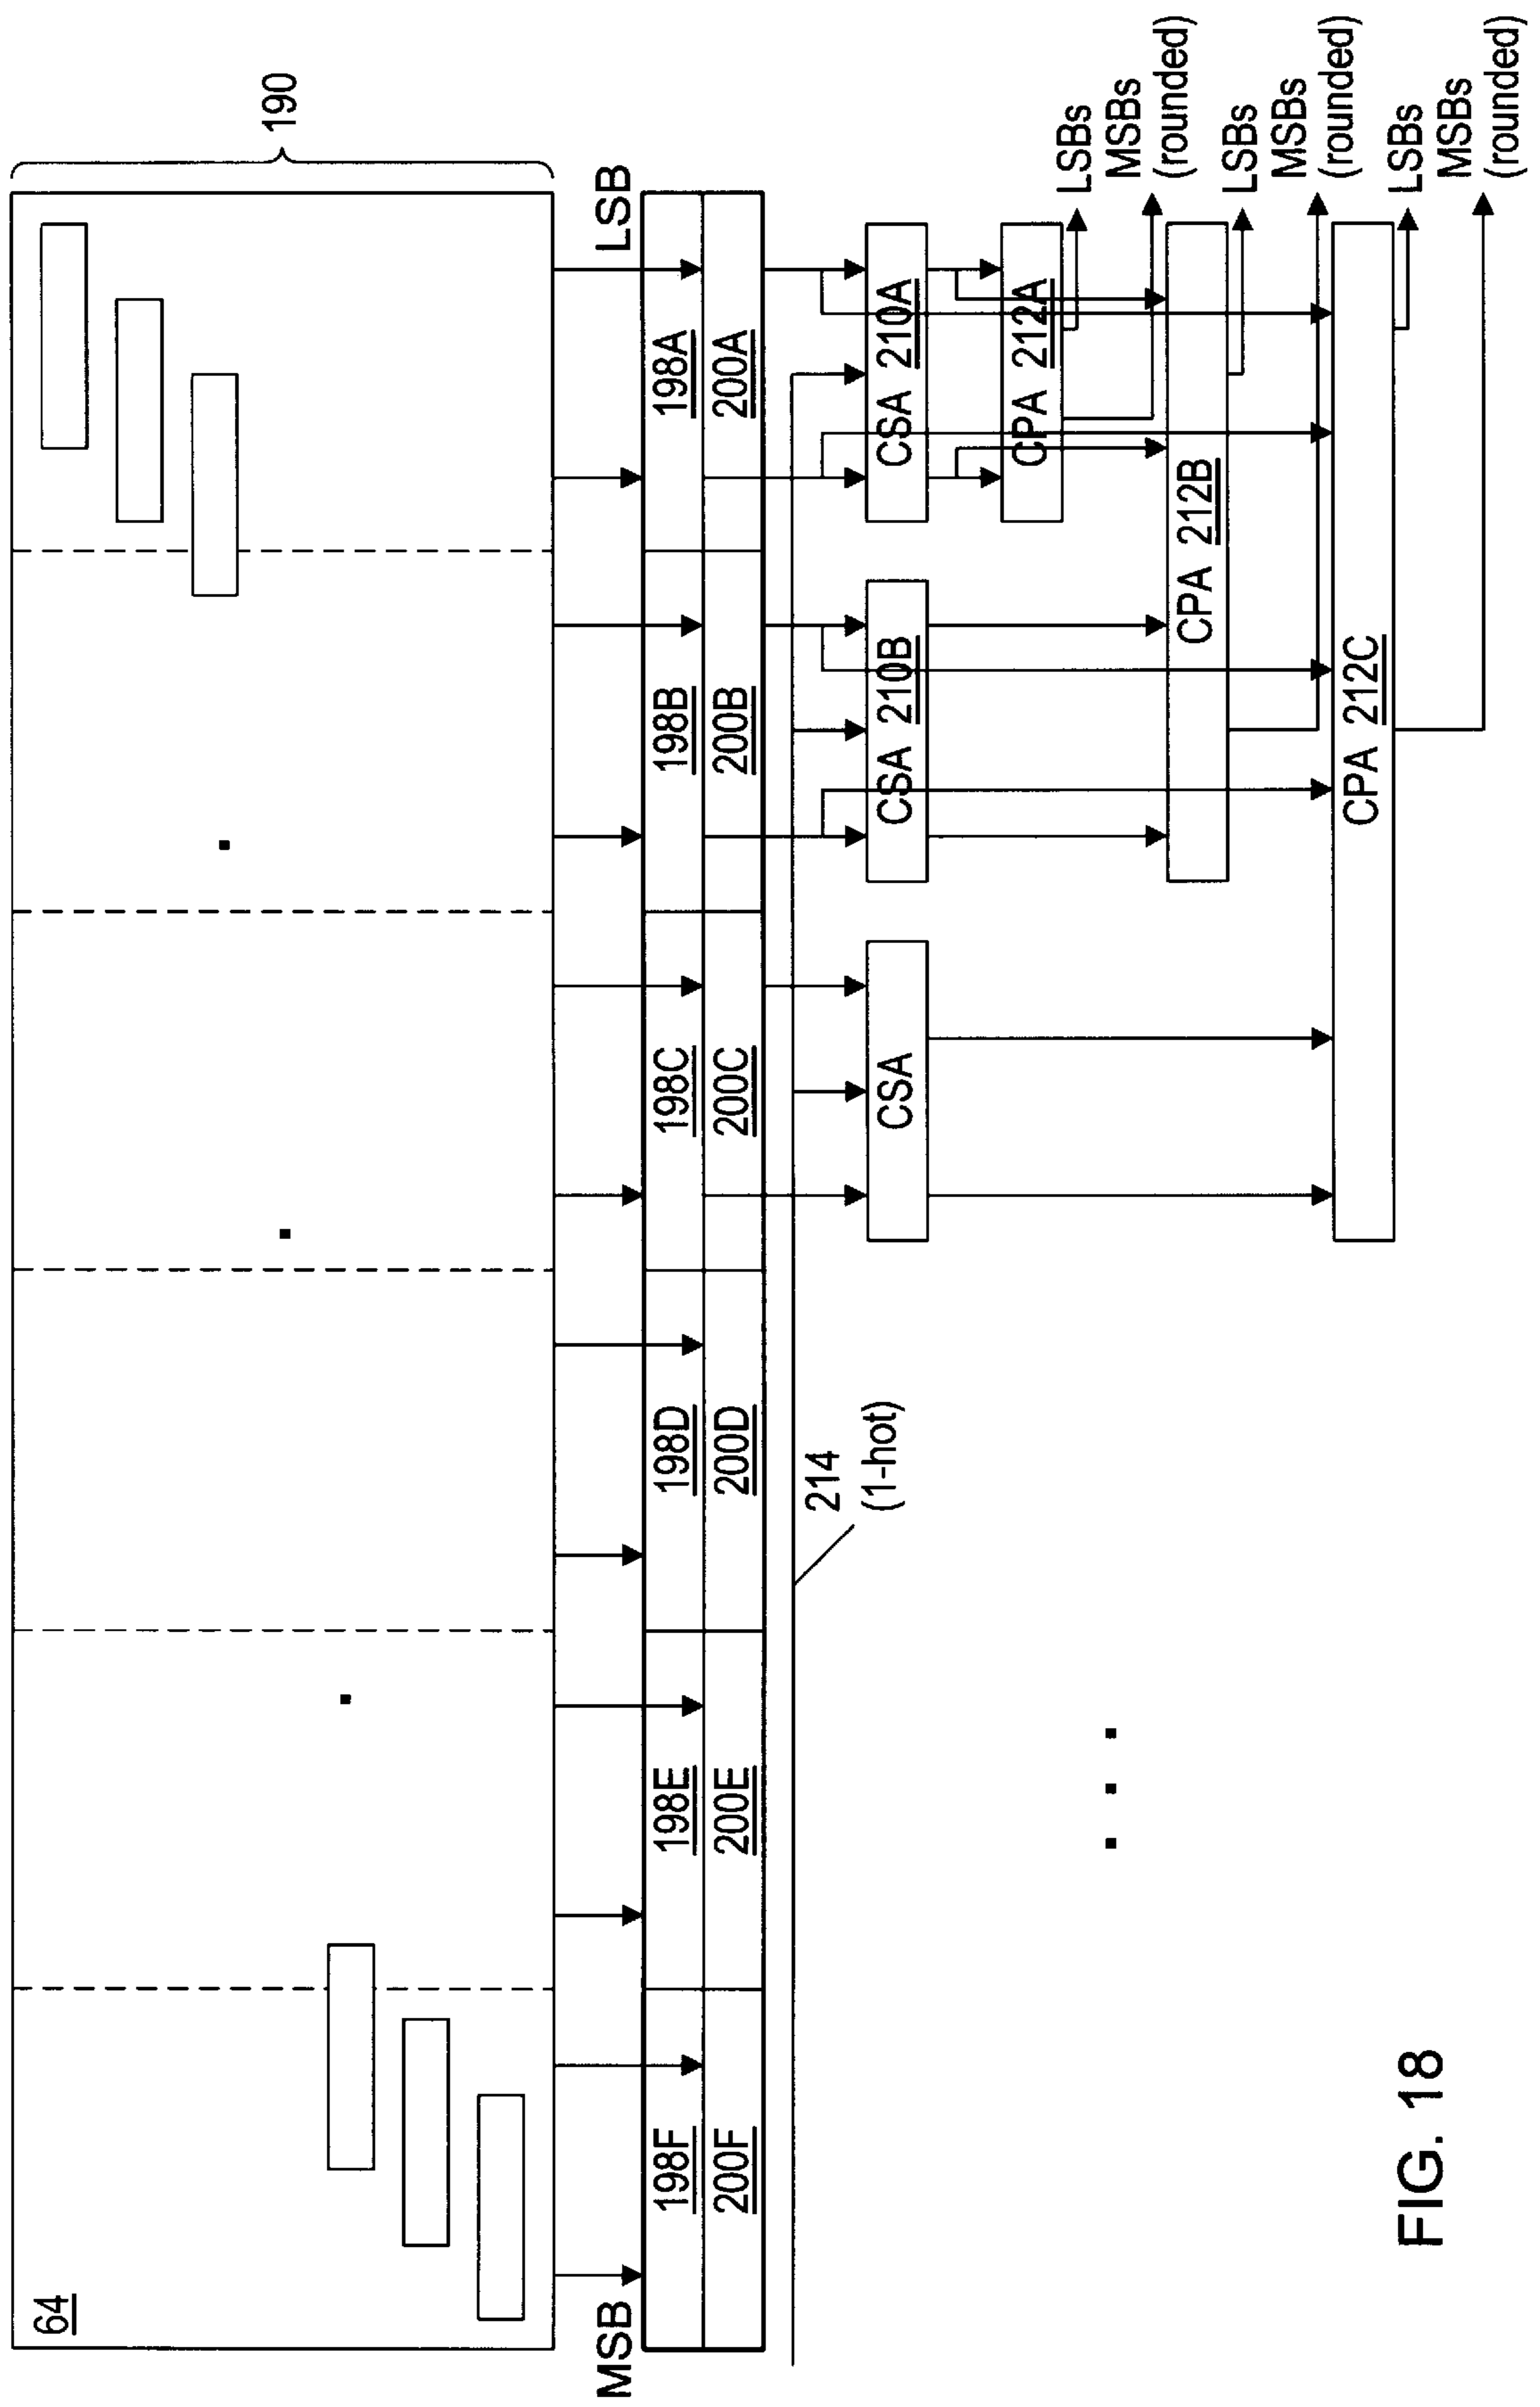 64
190
MSB
LSB
198F
198E
198D
198C
198B
198A
200F
200E
200D
200C
200B
200A
214
(1-hot)
CSA
CSA 210B
CSA 210A
CPA 212A
LSBs
MSBs
(rounded)
CPA 212B
LSBs
MSBs
(rounded)
CPA 212C
LSBs
MSBs
(rounded)
FIG. 18